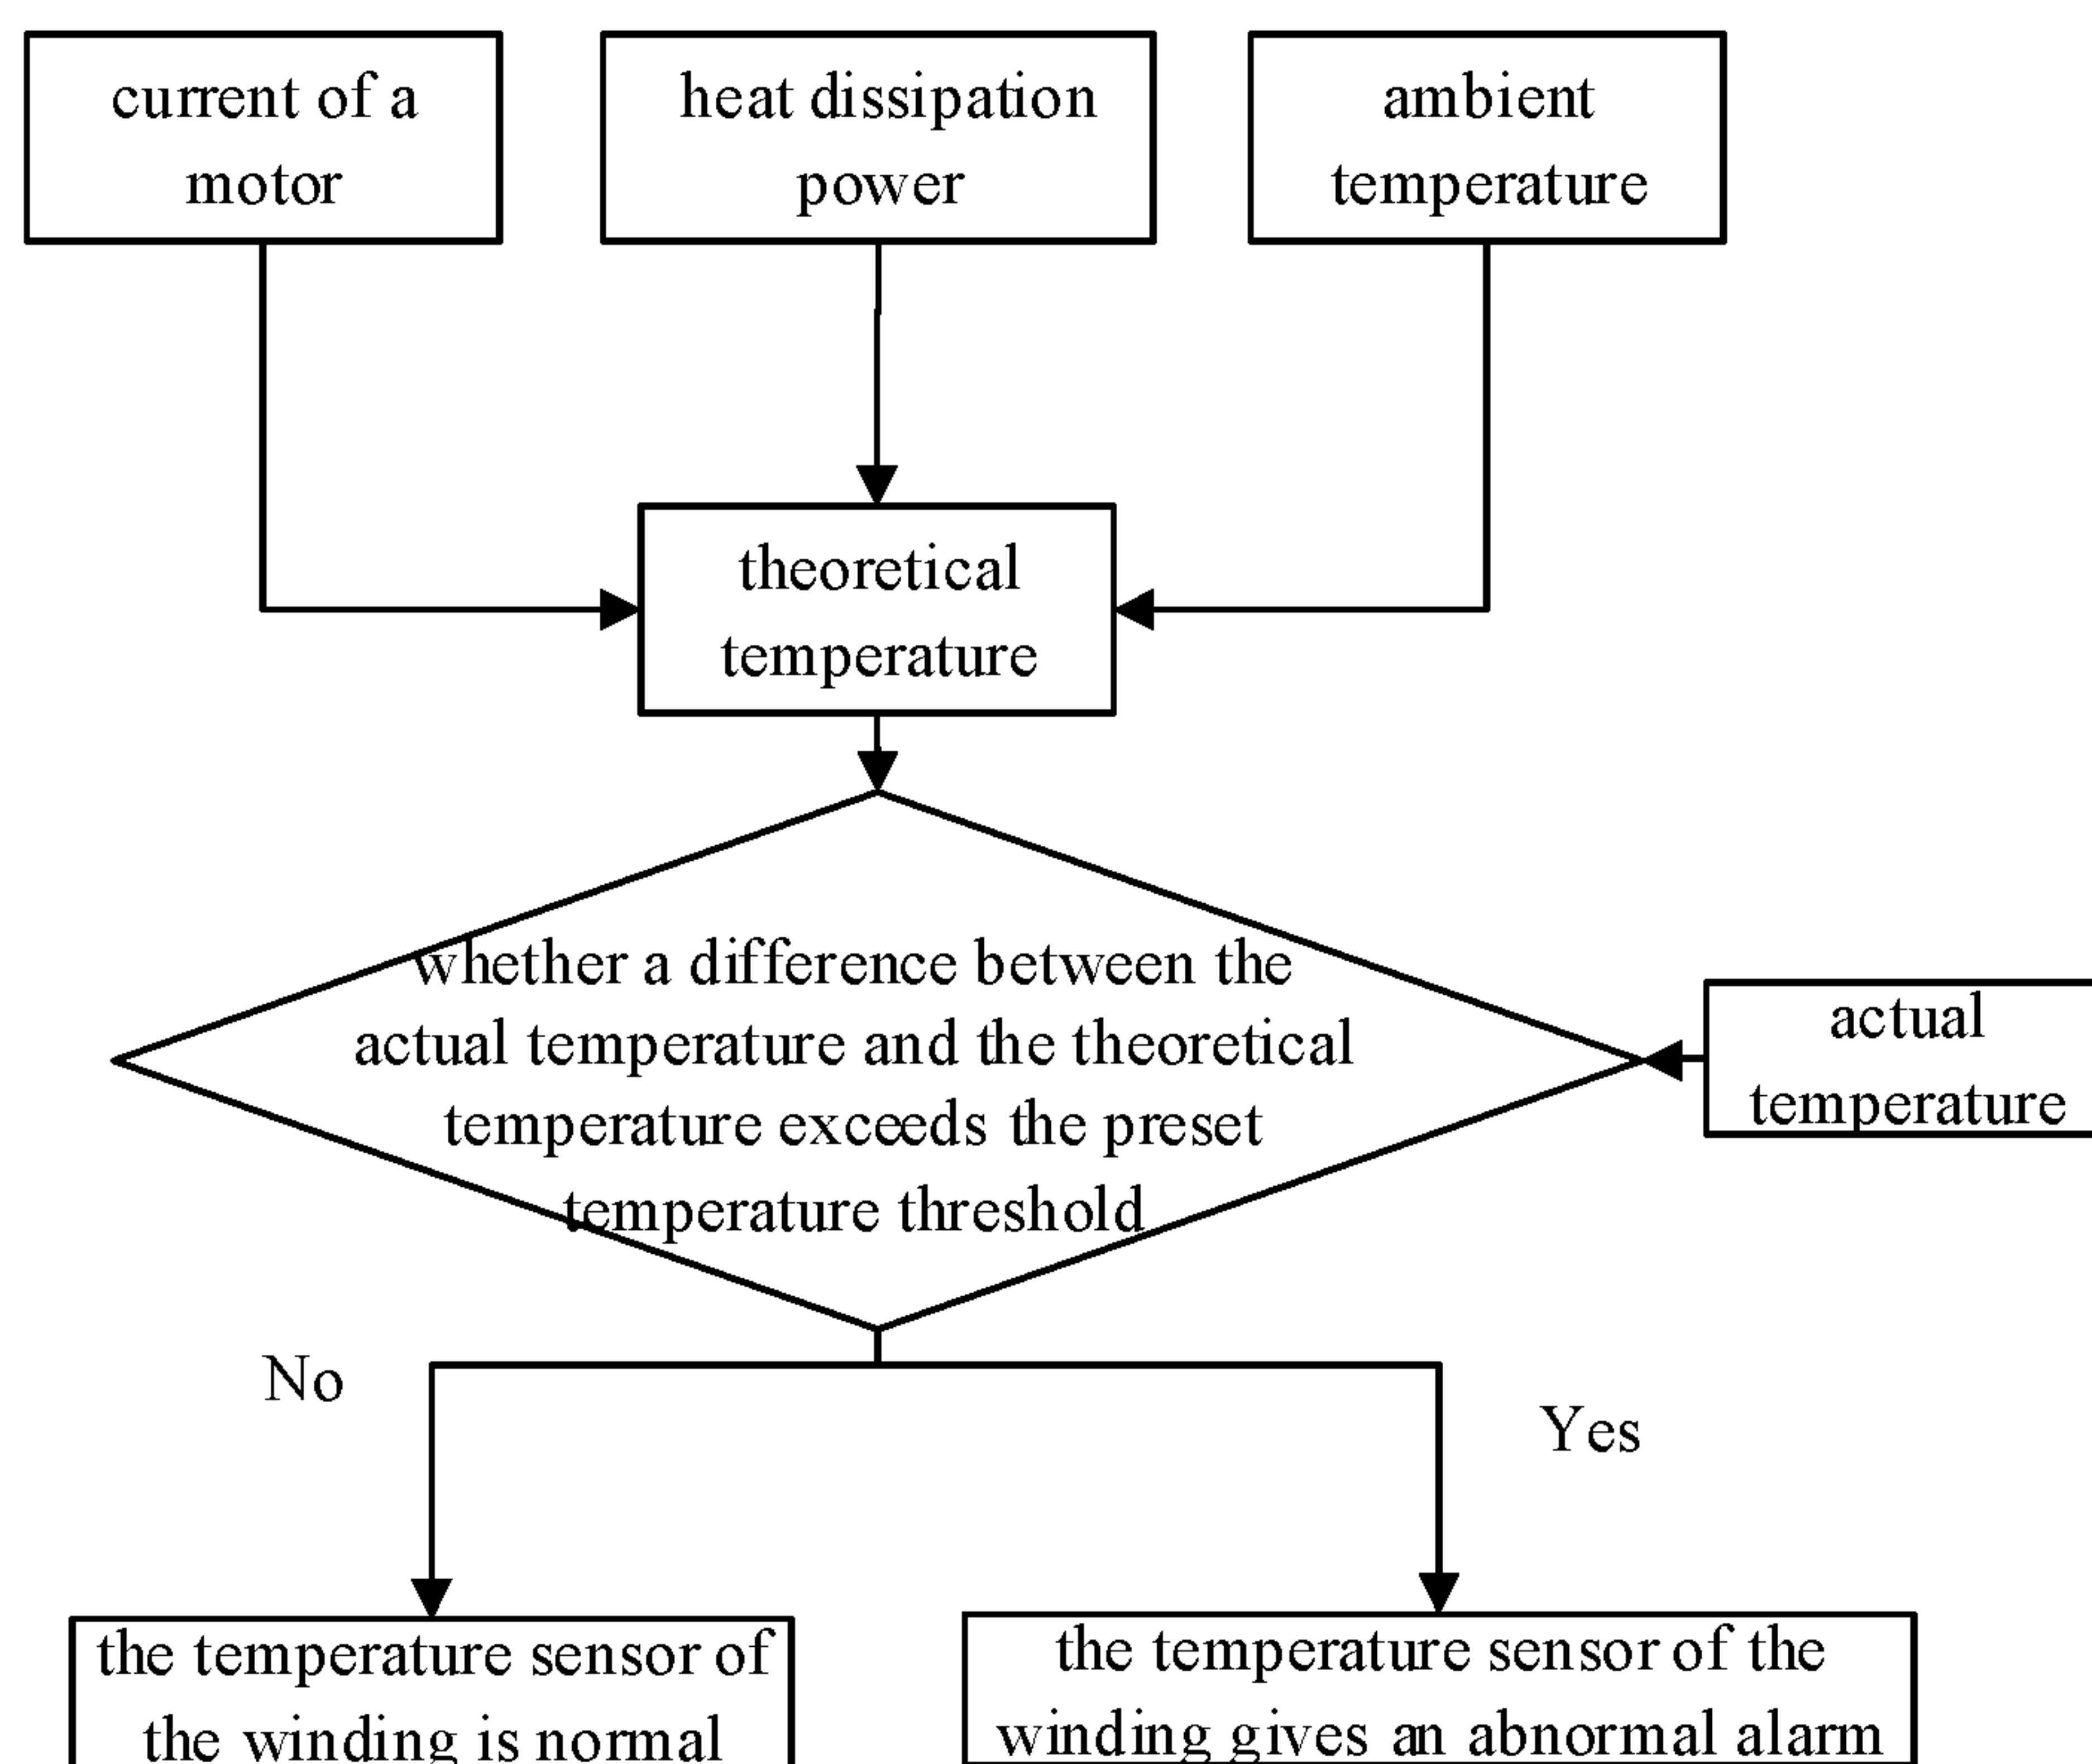 current of a
motor
heat dissipation
power
ambient
temperature
theoretical
temperature
whether a difference between the
actual temperature and the theoretical
temperature exceeds the preset
temperature threshold
actual
temperature
No
Yes
the temperature sensor of
the winding is normal
the temperature sensor of the
winding gives an abnormal alarm